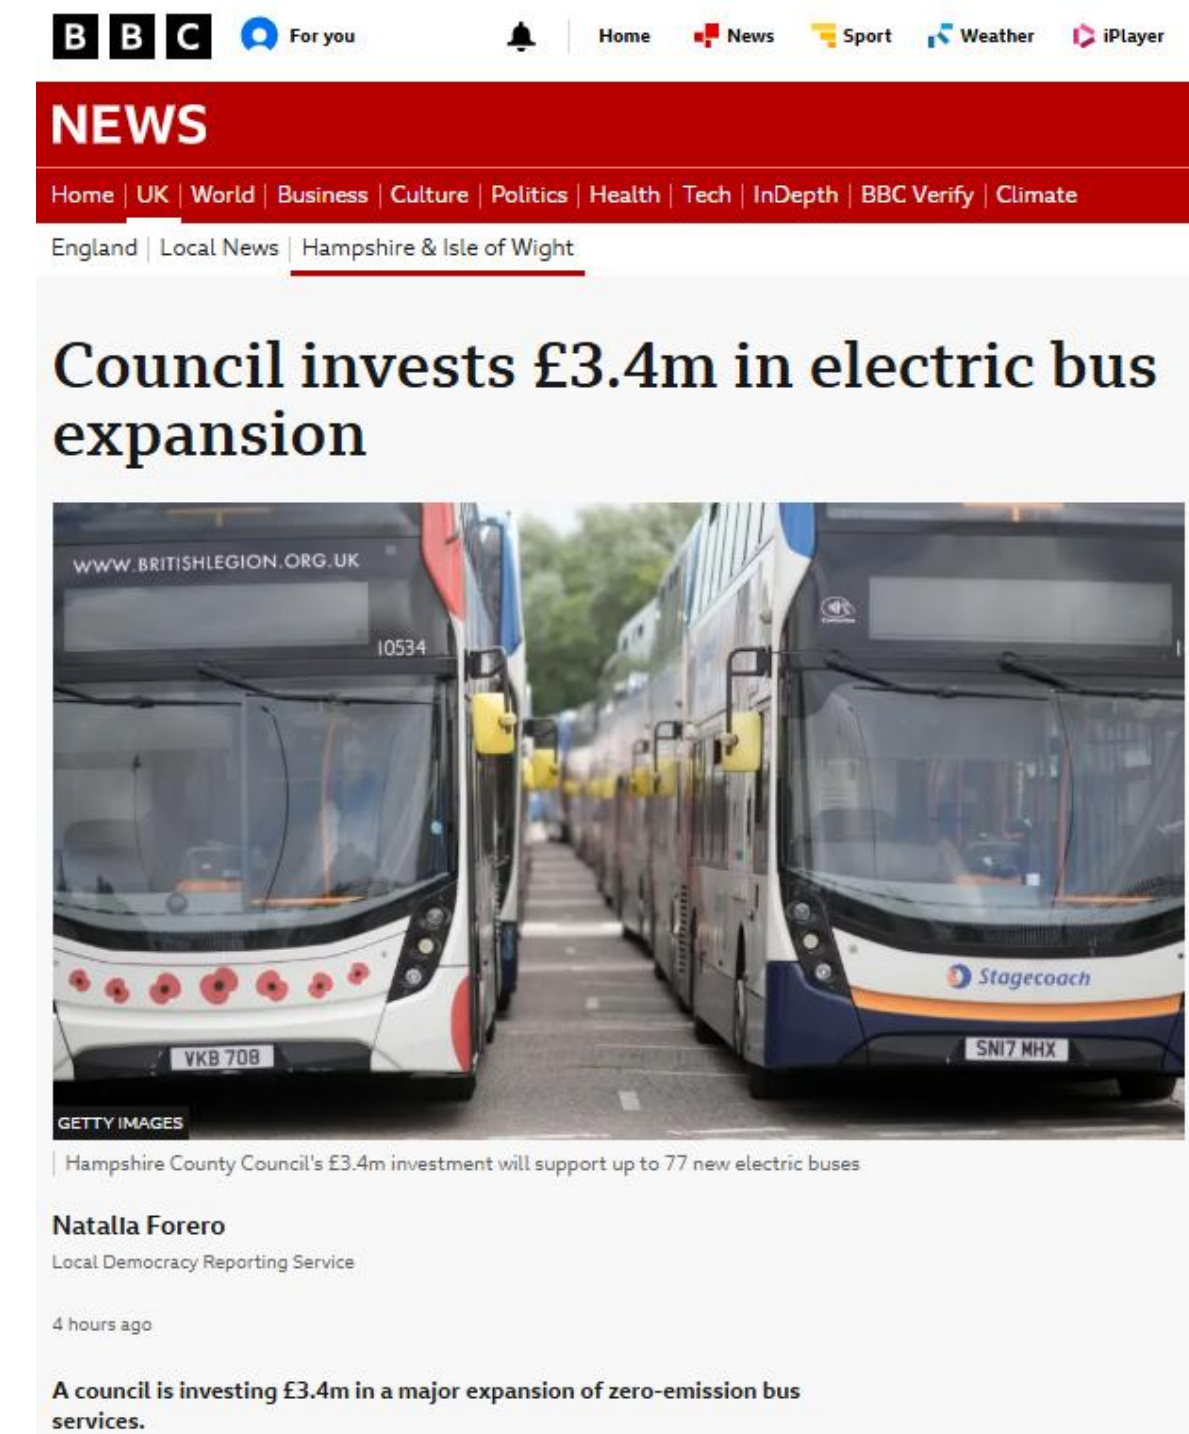 BBC For you Home News Sport Weather iPlayer
NEWS
Home | UK | World | Business | Culture | Politics | Health | Tech | InDepth | BBC Verify | Climate
England | Local News | Hampshire & Isle of Wight
Council invests £3.4m in electric bus
expansion
WWW.BRITISHLEGION.ORG.UK
10534
Stagecoach
VKB 708
SN17 MHX
GETTY IMAGES
Hampshire County Council's £3.4m investment will support up to 77 new electric buses
Natalia Forero
Local Democracy Reporting Service
4 hours ago
A council is investing £3.4m in a major expansion of zero-emission bus
services.